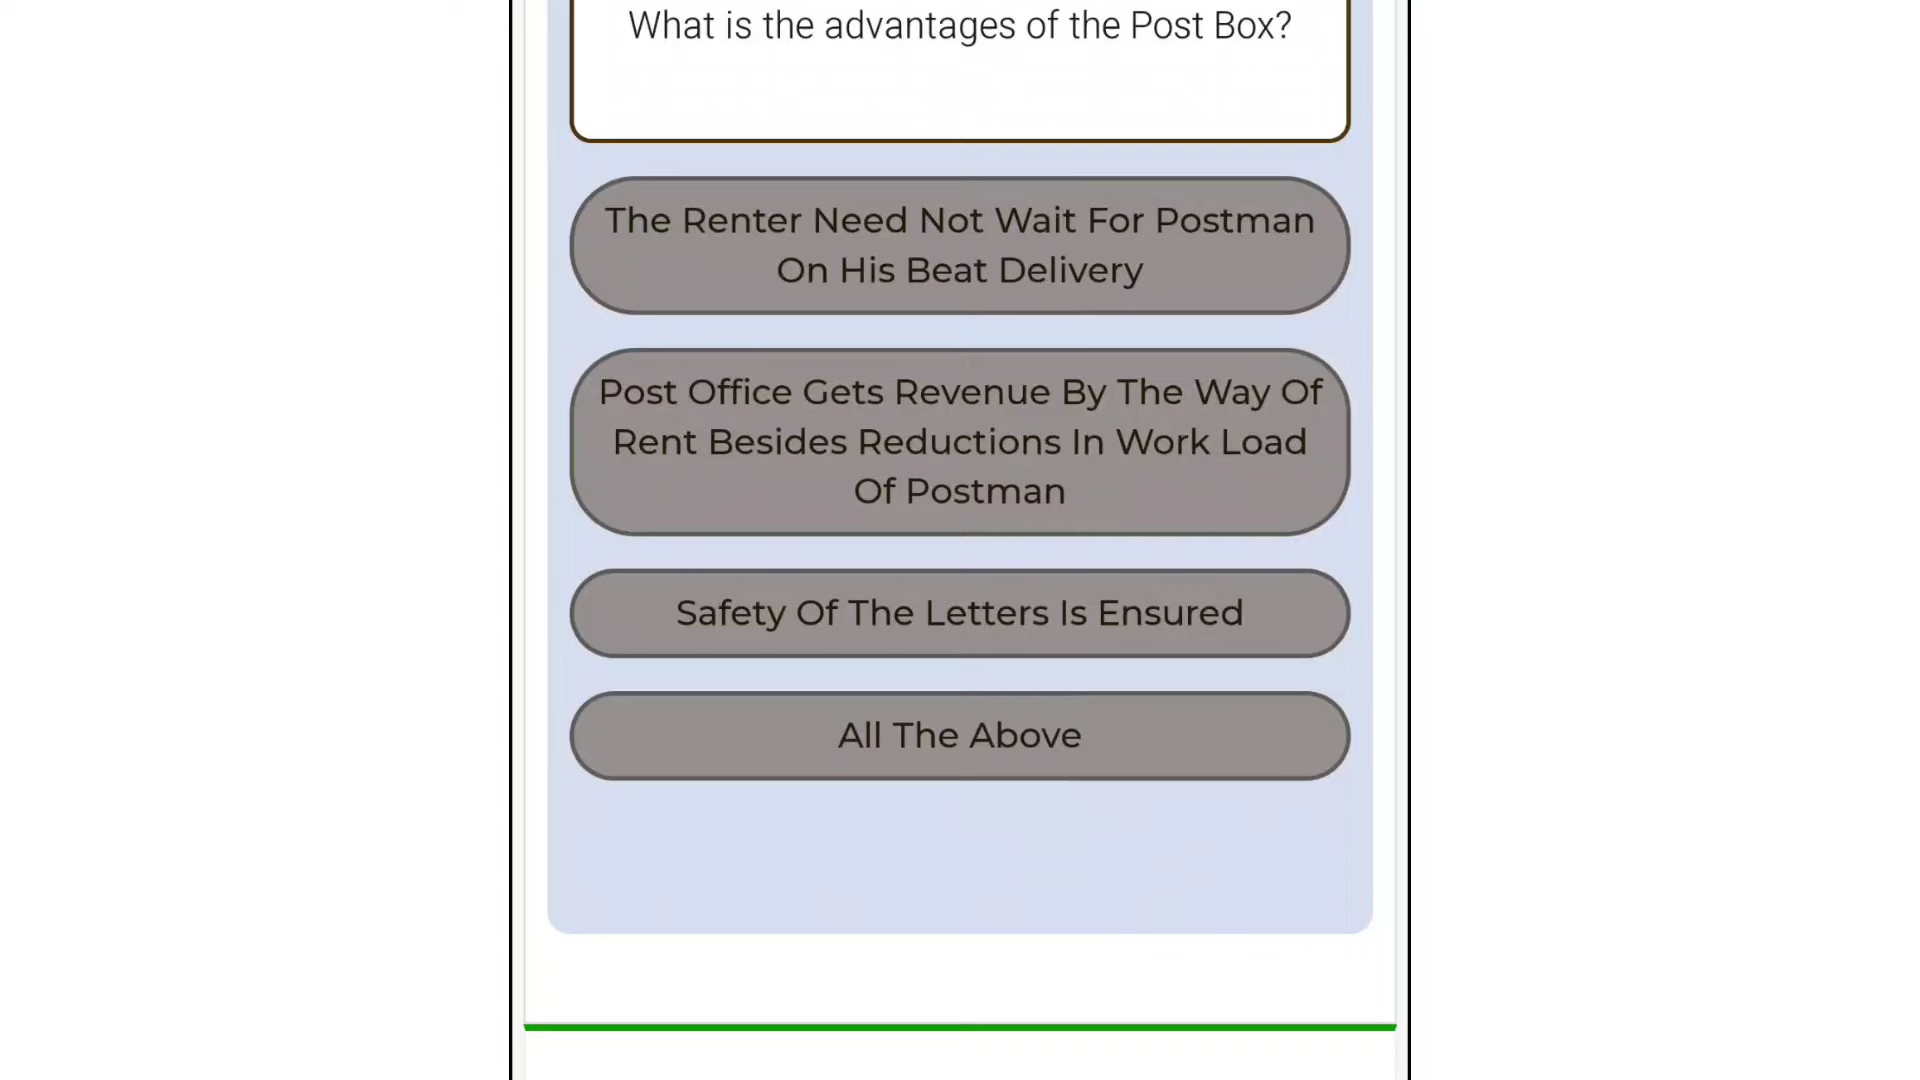 What is the advantages of the Post Box?
The Renter Need Not Wait For Postman
On His Beat Delivery
Post Office Gets Revenue By The Way Of
Rent Besides Reductions In Work Load
Of Postman
Safety Of The Letters Is Ensured
All The Above